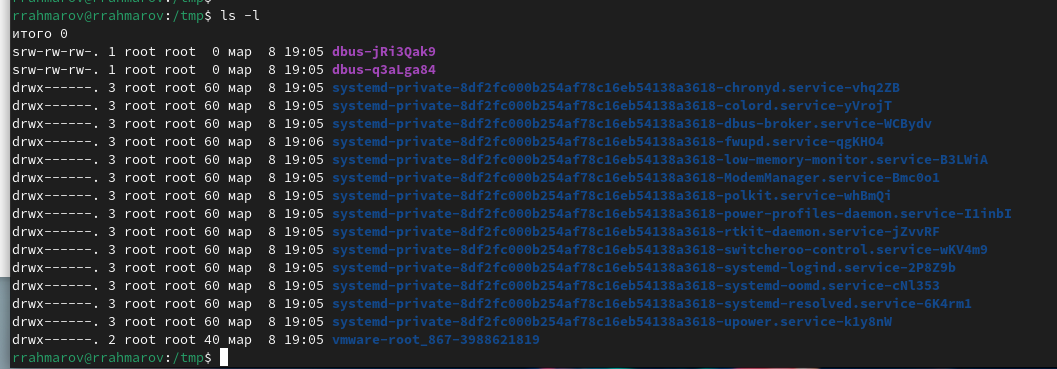 rrahmarov@rrahmarov:/tmp$ ls -l
итого 0
srw-rw-rw-. 1 root root  0 мар  8 19:05 dbus-jRi3Qak9
srw-rw-rw-. 1 root root  0 мар  8 19:05 dbus-q3aLga84
drwx------. 3 root root 60 мар  8 19:05 systemd-private-8df2fc000b254af78c16eb54138a3618-chronyd.service-vhq2ZB
drwx------. 3 root root 60 мар  8 19:05 systemd-private-8df2fc000b254af78c16eb54138a3618-colord.service-yVrojT
drwx------. 3 root root 60 мар  8 19:05 systemd-private-8df2fc000b254af78c16eb54138a3618-dbus-broker.service-WCBydv
drwx------. 3 root root 60 мар  8 19:06 systemd-private-8df2fc000b254af78c16eb54138a3618-fwupd.service-qgKHO4
drwx------. 3 root root 60 мар  8 19:05 systemd-private-8df2fc000b254af78c16eb54138a3618-low-memory-monitor.service-B3LWiA
drwx------. 3 root root 60 мар  8 19:05 systemd-private-8df2fc000b254af78c16eb54138a3618-ModemManager.service-Bmc0o1
drwx------. 3 root root 60 мар  8 19:05 systemd-private-8df2fc000b254af78c16eb54138a3618-polkit.service-whBmQi
drwx------. 3 root root 60 мар  8 19:05 systemd-private-8df2fc000b254af78c16eb54138a3618-power-profiles-daemon.service-I1inbI
drwx------. 3 root root 60 мар  8 19:05 systemd-private-8df2fc000b254af78c16eb54138a3618-rtkit-daemon.service-jZvvRF
drwx------. 3 root root 60 мар  8 19:05 systemd-private-8df2fc000b254af78c16eb54138a3618-switcheroo-control.service-wKV4m9
drwx------. 3 root root 60 мар  8 19:05 systemd-private-8df2fc000b254af78c16eb54138a3618-systemd-logind.service-2P8Z9b
drwx------. 3 root root 60 мар  8 19:05 systemd-private-8df2fc000b254af78c16eb54138a3618-systemd-oomd.service-cNl353
drwx------. 3 root root 60 мар  8 19:05 systemd-private-8df2fc000b254af78c16eb54138a3618-systemd-resolved.service-6K4rm1
drwx------. 3 root root 60 мар  8 19:05 systemd-private-8df2fc000b254af78c16eb54138a3618-upower.service-k1y8nW
drwx------. 2 root root 40 мар  8 19:05 vmware-root_867-3988621819
rrahmarov@rrahmarov:/tmp$